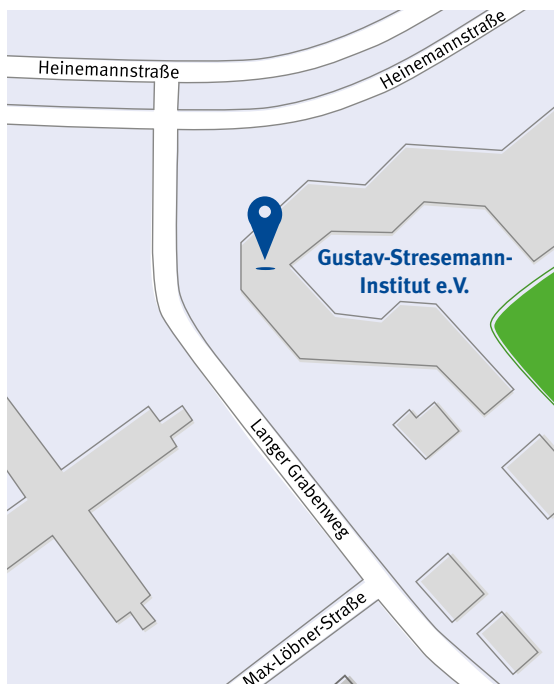 Heinemannstraße
Heinemannstraße
Gustav-Stresemann-
Institut e.V.
Langer Grabenweg
Max-Löbner-Straße